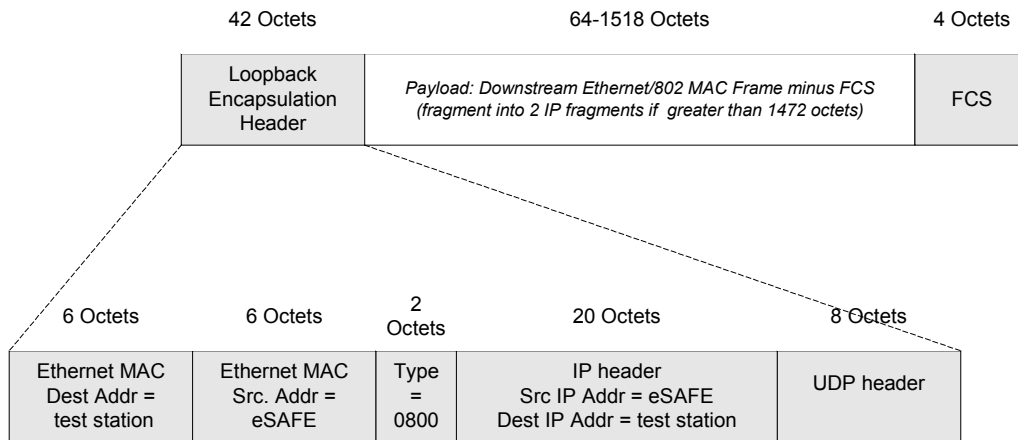 42 Octets
64-1518 Octets
4 Octets
Loopback
Encapsulation
Header
Payload: Downstream Ethernet/802 MAC Frame minus FCS
(fragment into 2 IP fragments if greater than 1472 octets)
FCS
6 Octets
6 Octets
2
Octets
20 Octets
8 Octets
Ethernet MAC
Dest Addr =
test station
Ethernet MAC
Src. Addr =
eSAFE
Type
=
0800
IP header
Src IP Addr = eSAFE
Dest IP Addr = test station
UDP header